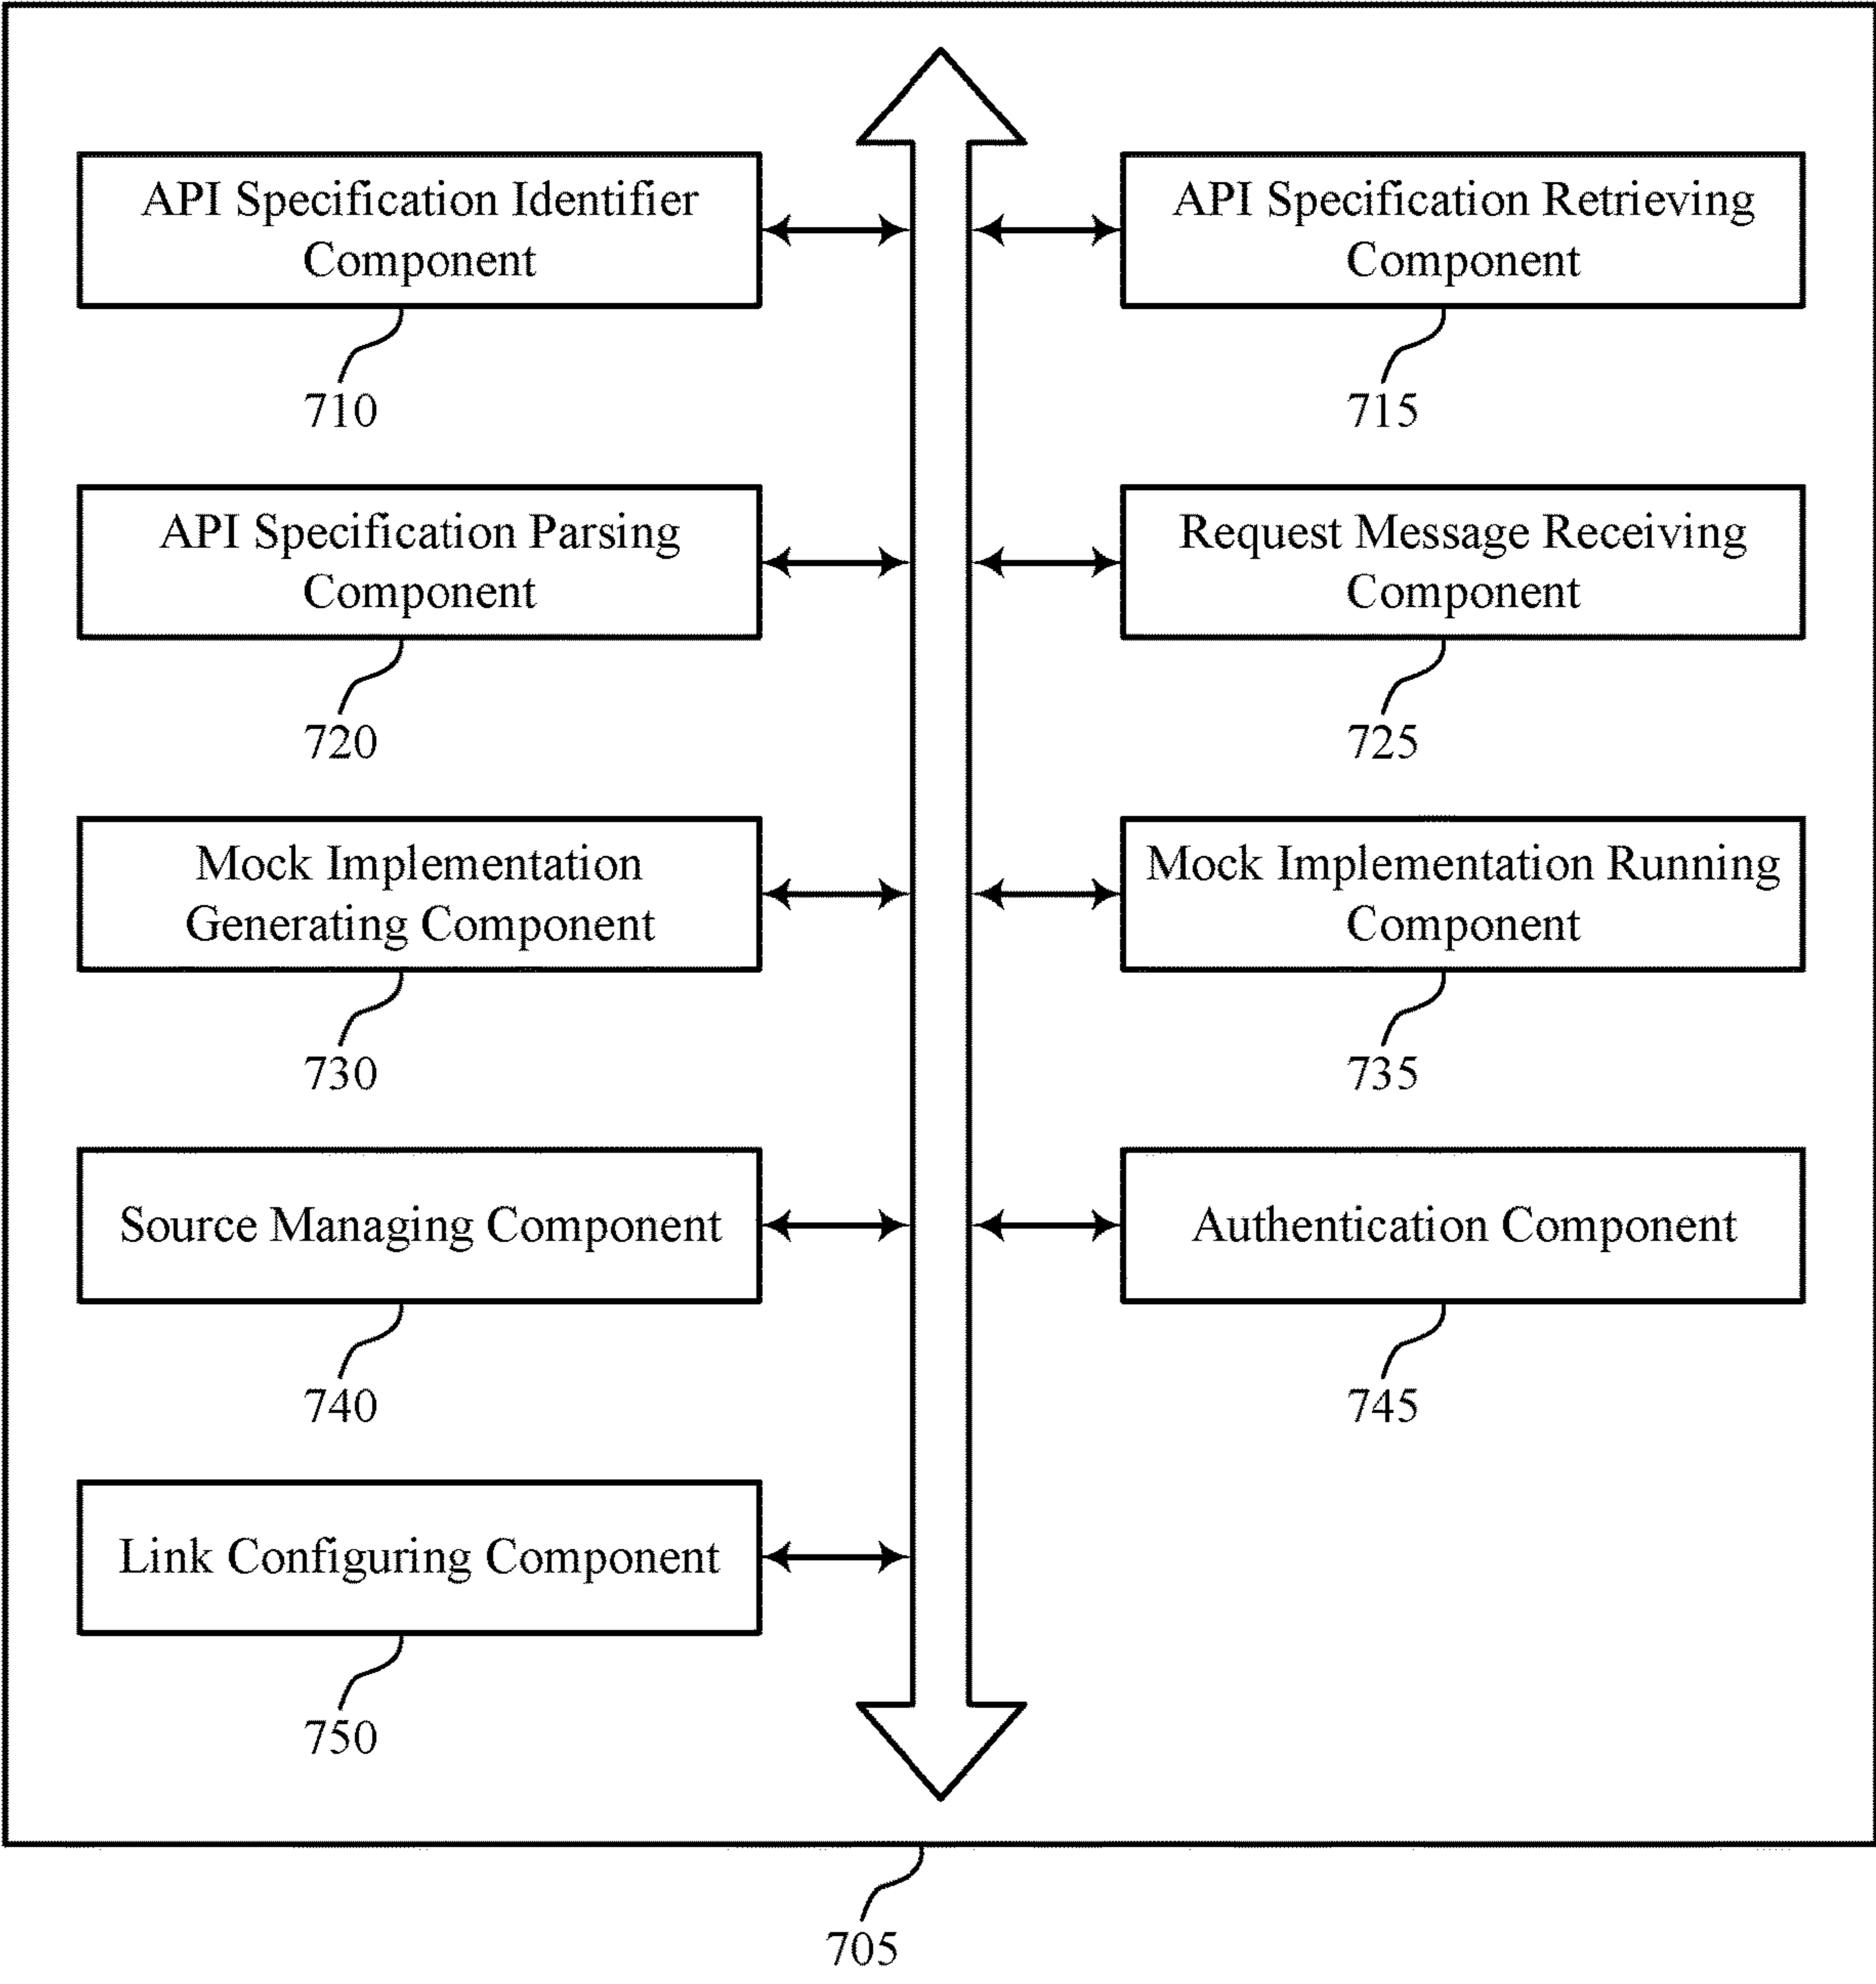 API Specification Identifier
Component
710
API Specification Retrieving
Component
715
API Specification Parsing
Component
720
Request Message Receiving
Component
725
Mock Implementation
Generating Component
730
Mock Implementation Running
Component
735
Source Managing Component
740
Authentication Component
745
Link Configuring Component
750
705